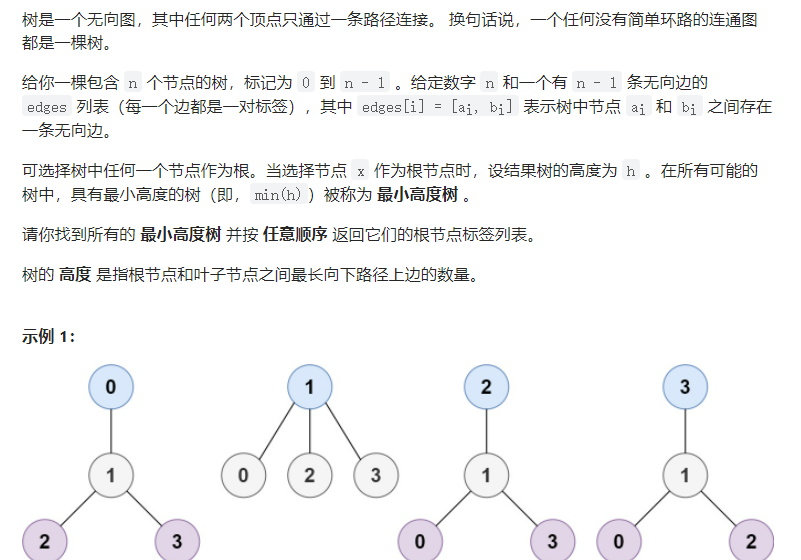 树是一个无向图，其中任何两个顶点只通过一条路径连接。 换句话说，一个任何没有简单环路的连通图
都是一棵树。
给你一棵包含 n 个节点的树，标记为 0 到 n - 1 。给定数字 n 和一个有 n - 1 条无向边的
edges 列表（每一个边都是一对标签），其中 edges[i] = [ai, bi] 表示树中节点 ai 和 bi 之间存在
一条无向边。
可选择树中任何一个节点作为根。当选择节点 x 作为根节点时，设结果树的高度为 h 。在所有可能的
树中，具有最小高度的树（即， min(h) ）被称为 最小高度树 。
请你找到所有的 最小高度树 并按 任意顺序 返回它们的根节点标签列表。
树的 高度 是指根节点和叶子节点之间最长向下路径上边的数量。
示例 1：
0 1 2 3
1 0 2 3 1 1
2 3 0 3 0 2